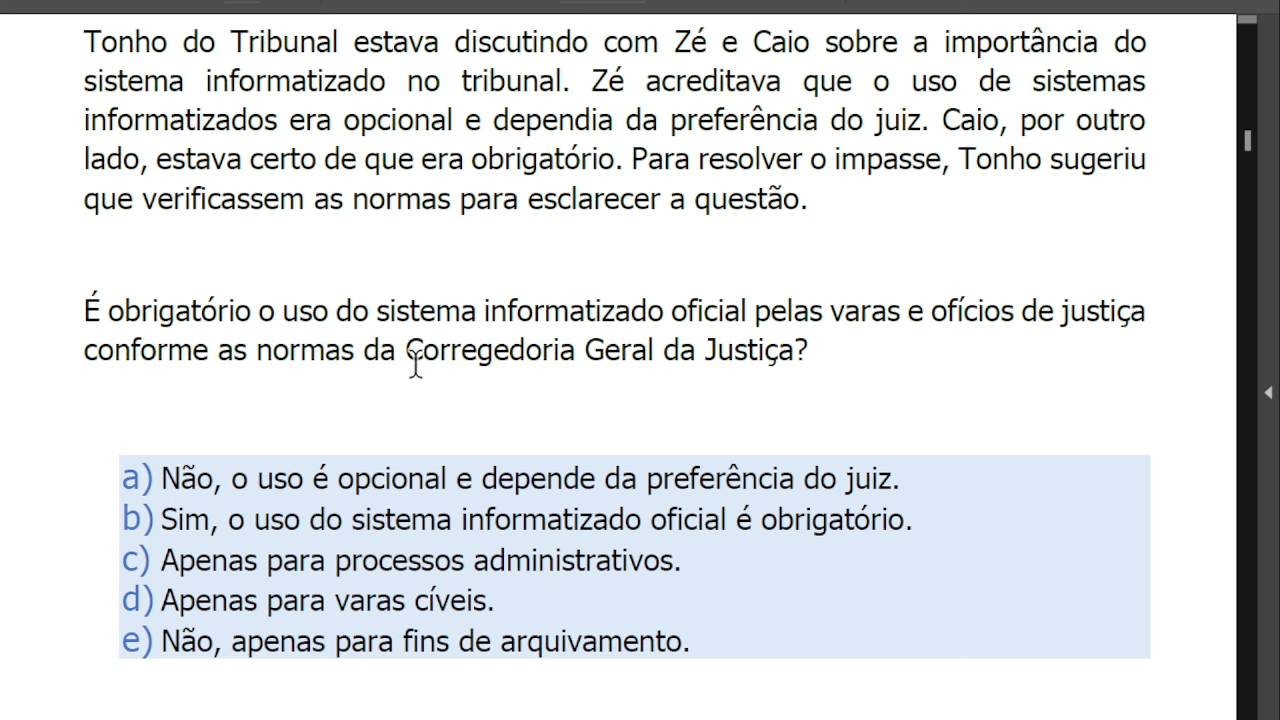 Tonho do Tribunal estava discutindo com Zé e Caio sobre a importância do
sistema informatizado no tribunal. Zé acreditava que o uso de sistemas
informatizados era opcional e dependia da preferência do juiz. Caio, por outro
lado, estava certo de que era obrigatório. Para resolver o impasse, Tonho sugeriu
que verificassem as normas para esclarecer a questão.
É obrigatório o uso do sistema informatizado oficial pelas varas e ofícios de justiça
conforme as normas da Corregedoria Geral da Justiça?
a) Não, o uso é opcional e depende da preferência do juiz.
b) Sim, o uso do sistema informatizado oficial é obrigatório.
c) Apenas para processos administrativos.
d) Apenas para varas cíveis.
e) Não, apenas para fins de arquivamento.